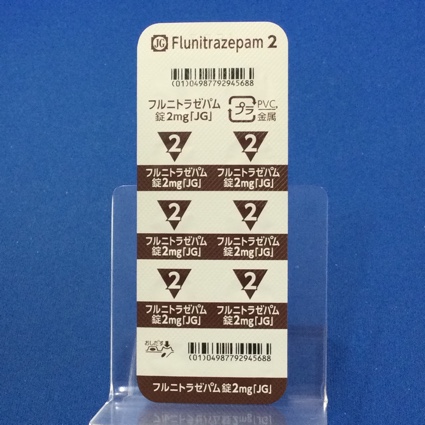 JG Flunitrazepam 2
(01)04987792945688
フルニトラゼパム
錠2mg「JG」
プラ
PVC,
金属
2 2
フルニトラゼパム フルニトラゼパム
錠2mg「JG」 錠2mg「JG」
2 2
フルニトラゼパム フルニトラゼパム
錠2mg「JG」 錠2mg「JG」
2 2
フルニトラゼパム フルニトラゼパム
錠2mg「JG」 錠2mg「JG」
おしだす
(01)04987792945688
フルニトラゼパム錠2mg「JG」